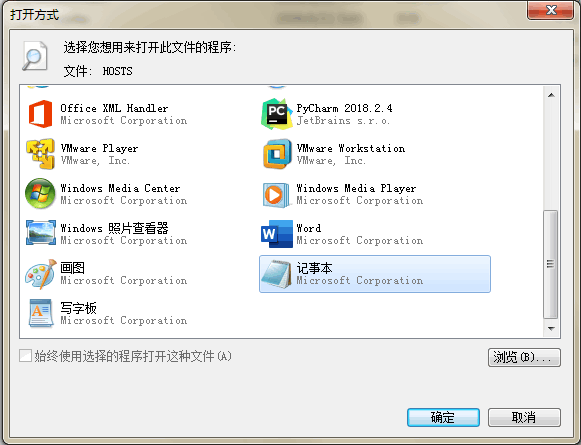 打开方式
选择您想用来打开此文件的程序:
文件: HOSTS
Office XML Handler
Microsoft Corporation
PyCharm 2018.2.4
JetBrains s.r.o.
VMware Player
VMware, Inc.
VMware Workstation
VMware, Inc.
Windows Media Center
Microsoft Corporation
Windows Media Player
Microsoft Corporation
Windows 照片查看器
Microsoft Corporation
Word
Microsoft Corporation
画图
Microsoft Corporation
记事本
Microsoft Corporation
写字板
Microsoft Corporation
始终使用选择的程序打开这种文件(A)
浏览(B)...
确定
取消